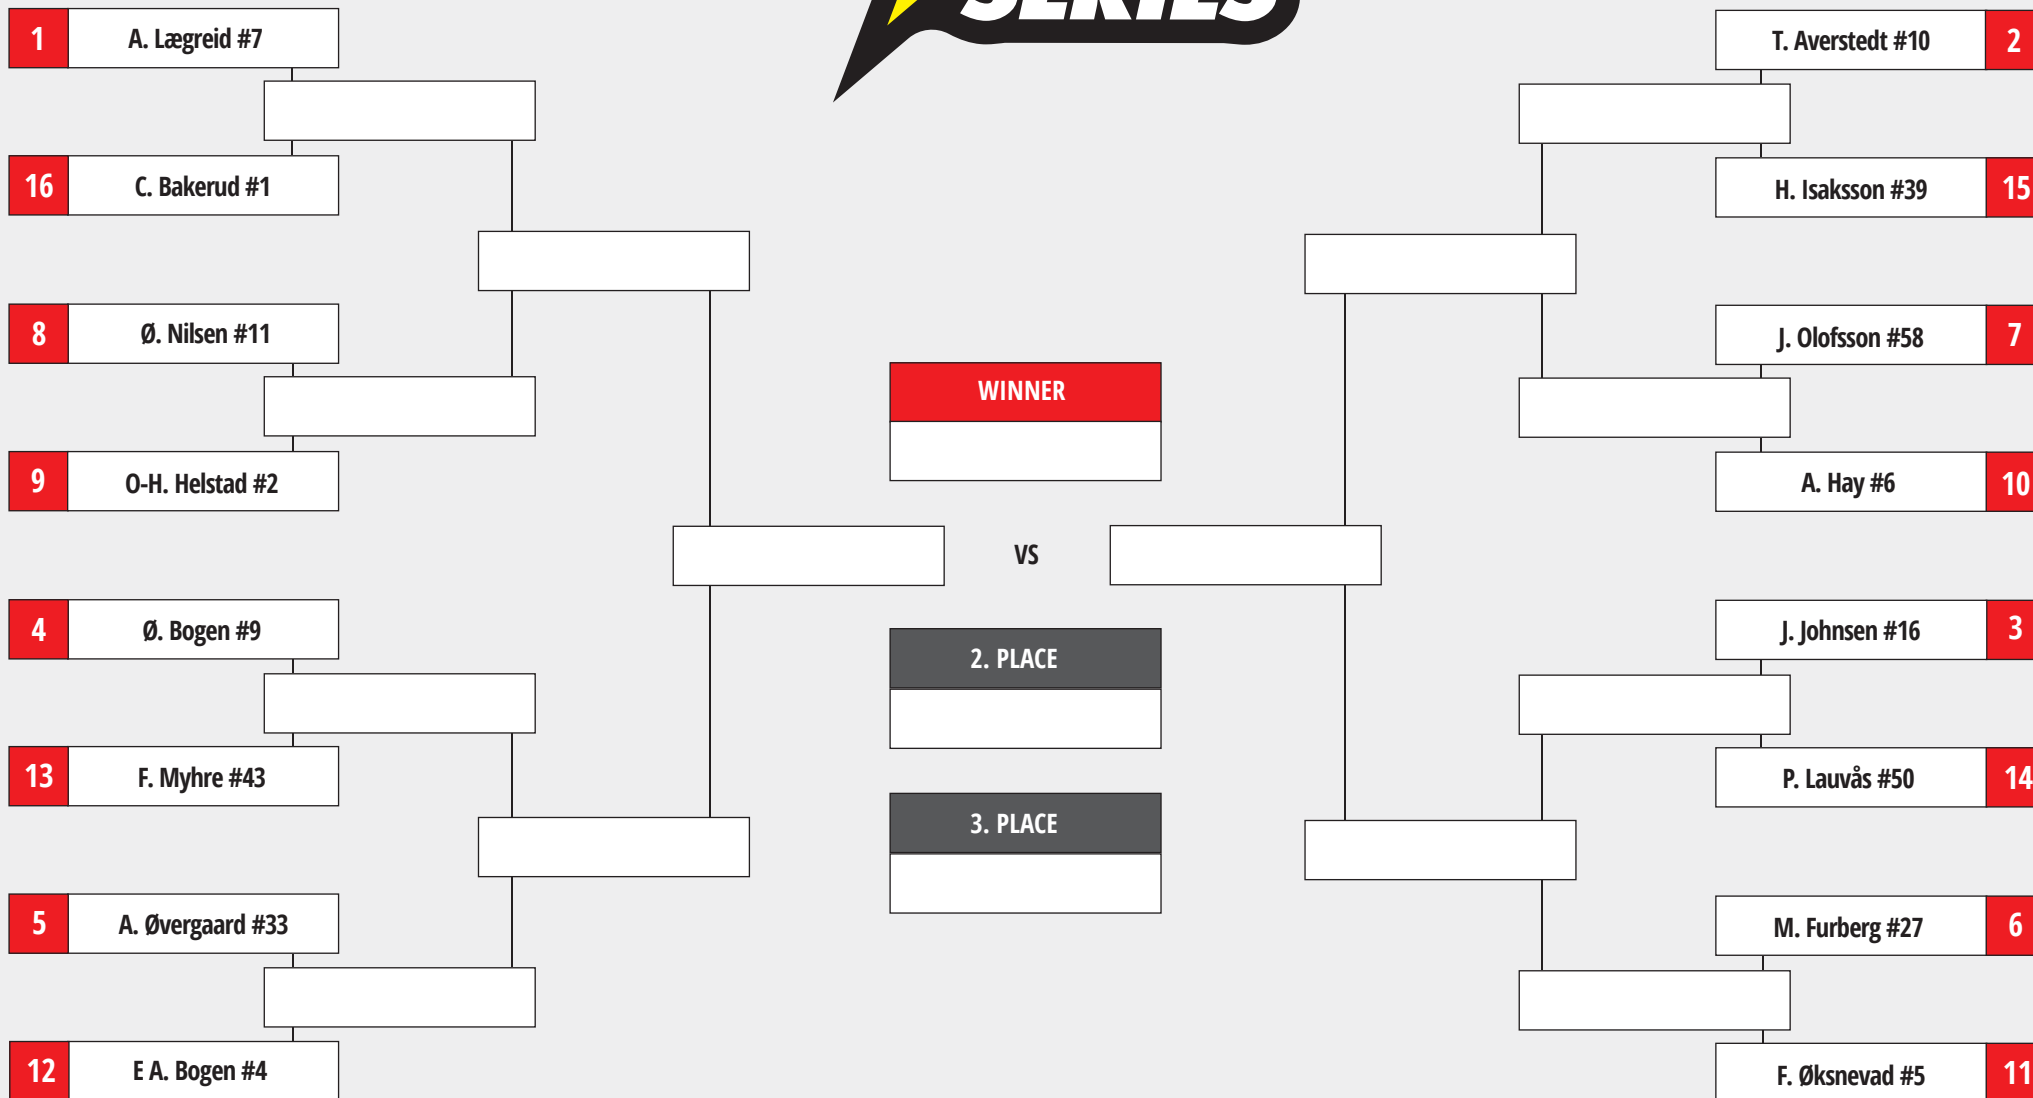 SERIES
1 A. Lægreid #7
16 C. Bakerud #1
8 Ø. Nilsen #11
9 O-H. Helstad #2
4 Ø. Bogen #9
13 F. Myhre #43
5 A. Øvergaard #33
12 E A. Bogen #4
WINNER
VS
2. PLACE
3. PLACE
T. Averstedt #10 2
H. Isaksson #39 15
J. Olofsson #58 7
A. Hay #6 10
J. Johnsen #16 3
P. Lauvås #50 14
M. Furberg #27 6
F. Øksnevad #5 11